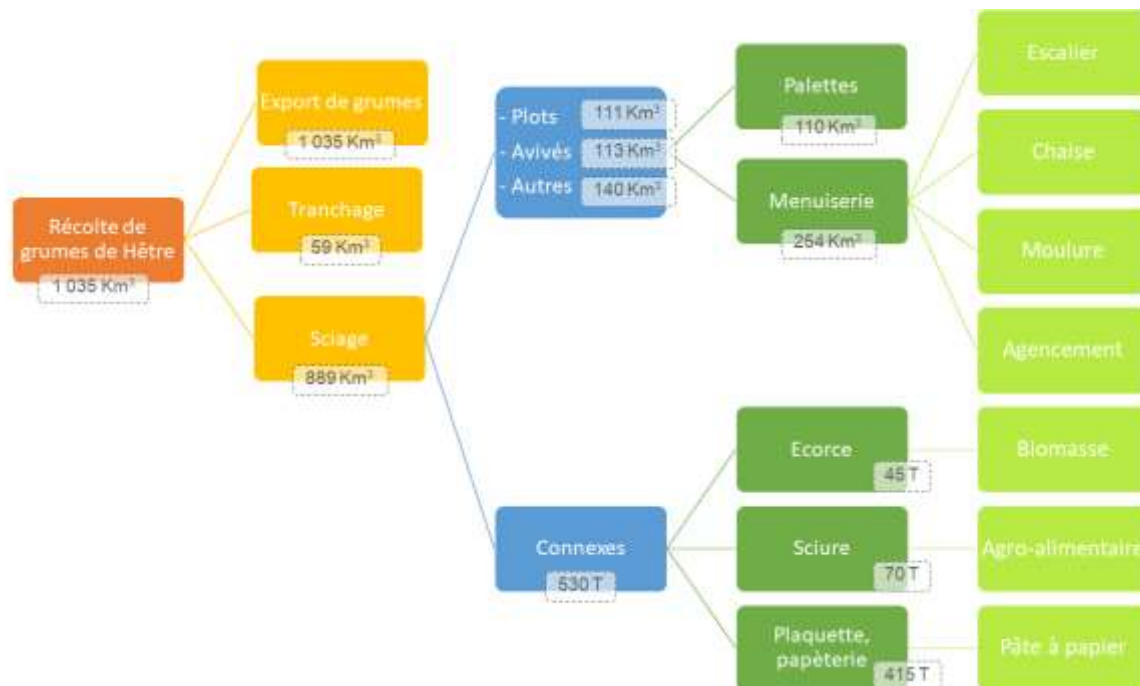 Récolte de
grumes de Hêtre
1 035 Km³
Export de grumes
1 035 Km³
Tranchage
59 Km³
Sciage
889 Km³
- Plots 111 Km³
- Avivés 113 Km³
- Autres 140 Km³
Connexes
530 T
Palettes
110 Km³
Menuiserie
254 Km³
Ecorce
45 T
Sciure
70 T
Plaquette,
papèterie
415 T
Escalier
Chaise
Moulure
Agencement
Biomasse
Agro-alimentaire
Pâte à papier